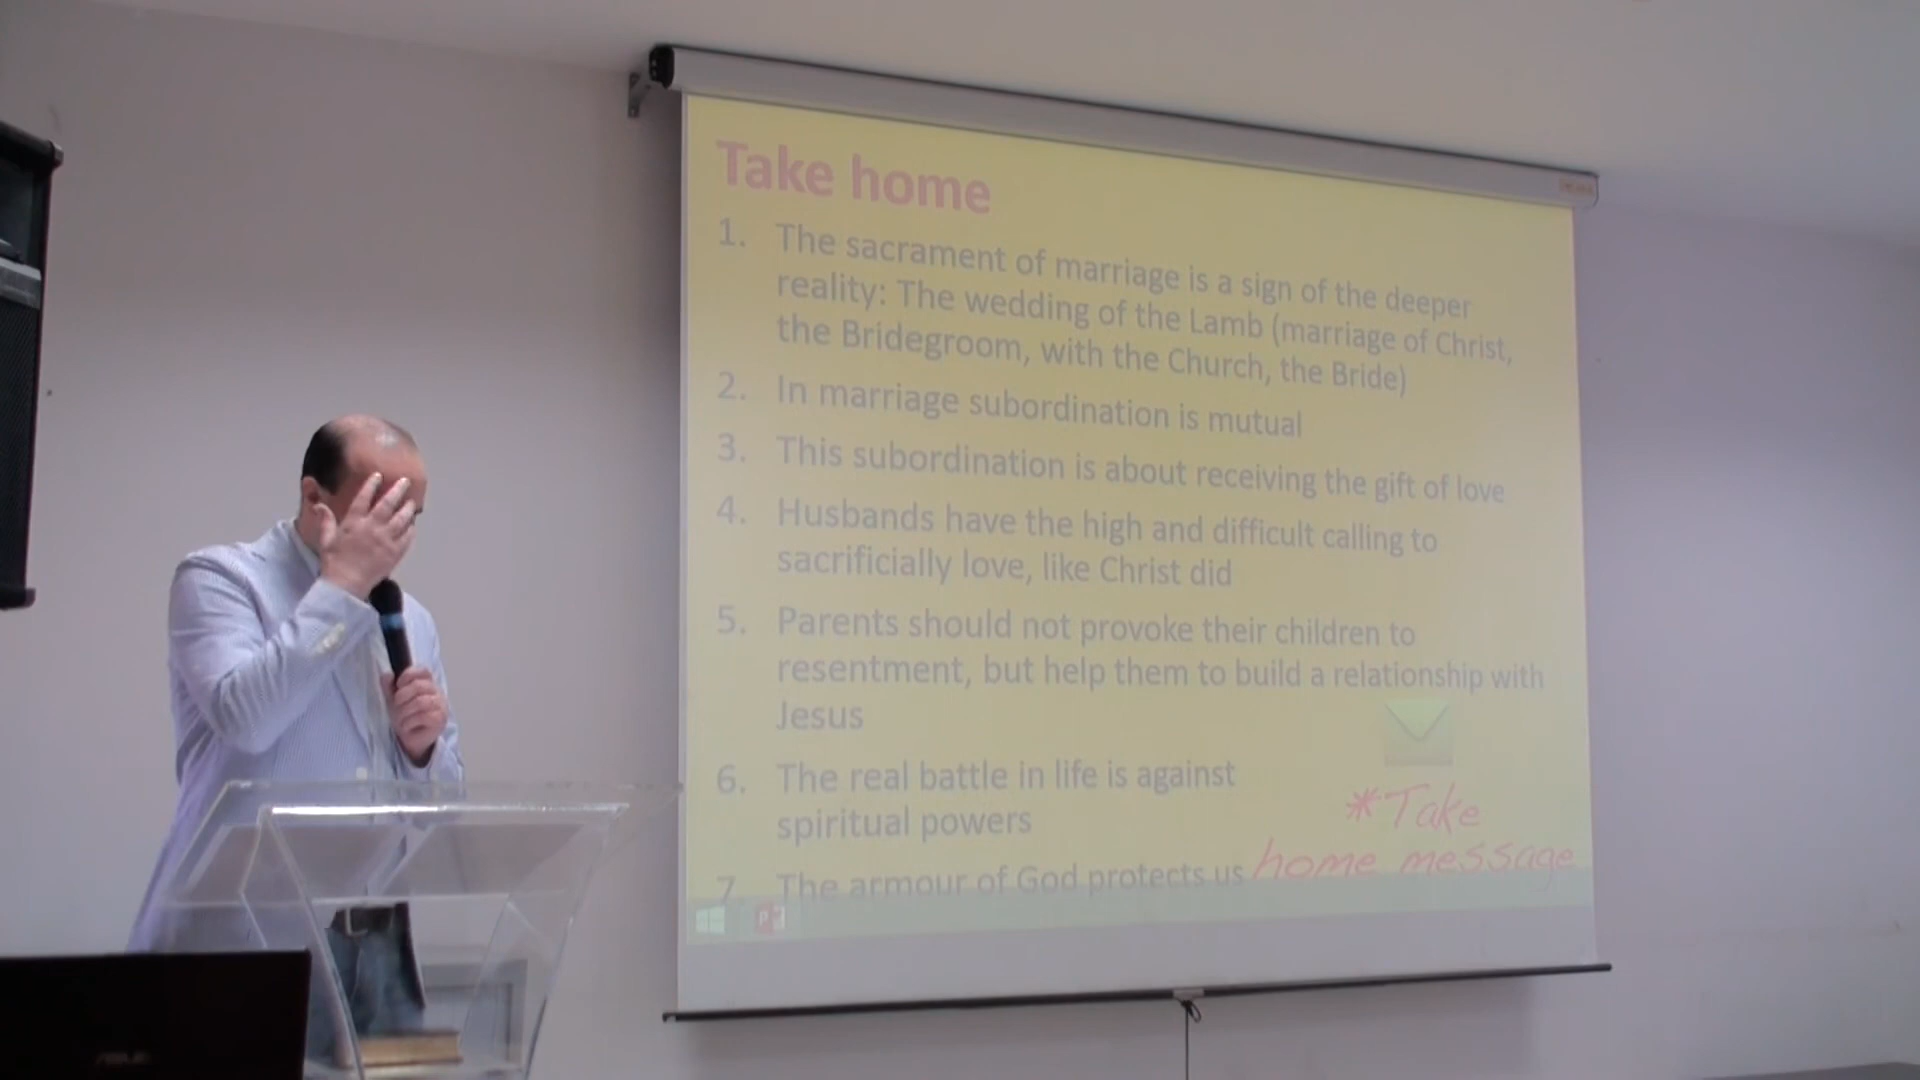 Take home
1. The sacrament of marriage is a sign of the deeper
reality: The wedding of the Lamb (marriage of Christ,
the Bridegroom, with the Church, the Bride)
2. In marriage subordination is mutual
3. This subordination is about receiving the gift of love
4. Husbands have the high and difficult calling to
sacrificially love, like Christ did
5. Parents should not provoke their children to
resentment, but help them to build a relationship with
Jesus
6. The real battle in life is against
spiritual powers
7. The armour of God protects us
*Take
home message
ASUS